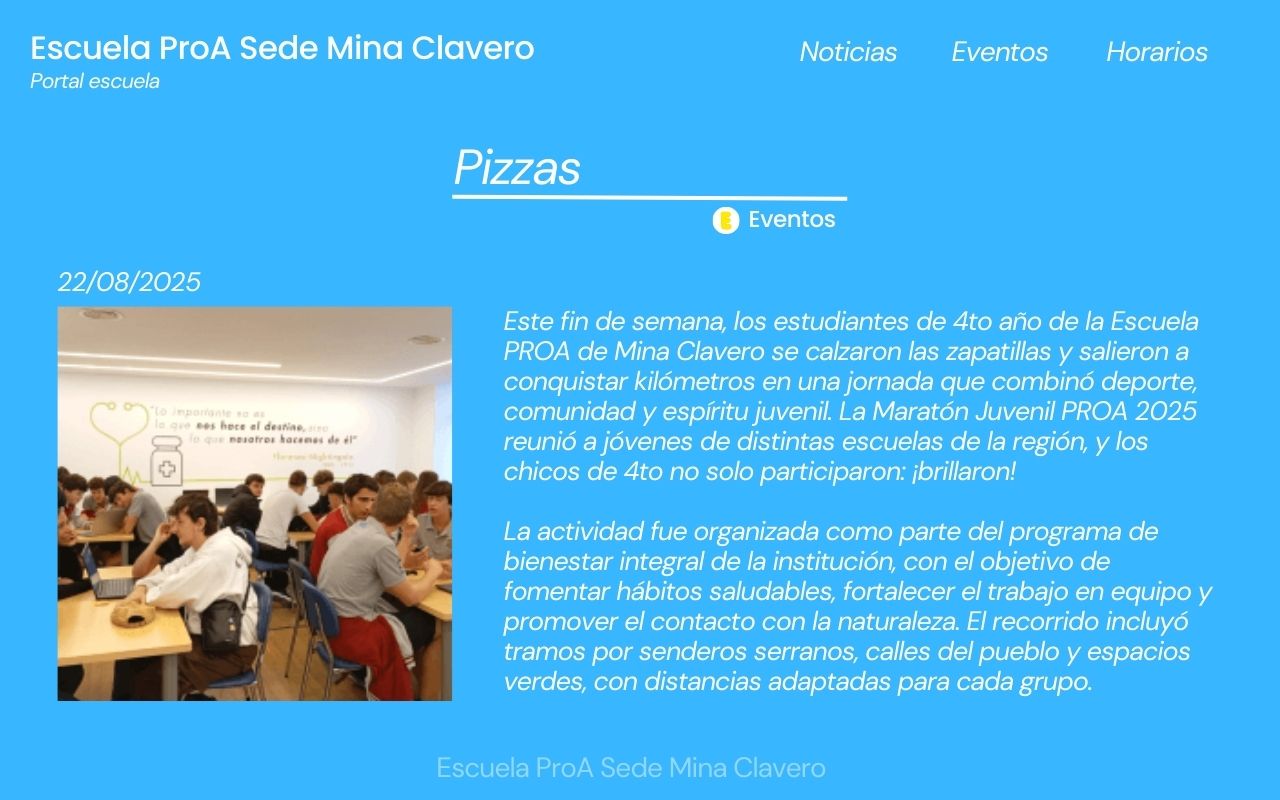 Escuela ProA Sede Mina Clavero
Portal escuela
Noticias
Eventos
Horarios
Pizzas
E Eventos
22/08/2025
"Lo importante no es
lo que nos hace el destino, sino
lo que nosotros hacemos de él"
Florence Nightingale
Este fin de semana, los estudiantes de 4to año de la Escuela
PROA de Mina Clavero se calzaron las zapatillas y salieron a
conquistar kilómetros en una jornada que combinó deporte,
comunidad y espíritu juvenil. La Maratón Juvenil PROA 2025
reunió a jóvenes de distintas escuelas de la región, y los
chicos de 4to no solo participaron: ¡brillaron!
La actividad fue organizada como parte del programa de
bienestar integral de la institución, con el objetivo de
fomentar hábitos saludables, fortalecer el trabajo en equipo y
promover el contacto con la naturaleza. El recorrido incluyó
tramos por senderos serranos, calles del pueblo y espacios
verdes, con distancias adaptadas para cada grupo.
Escuela ProA Sede Mina Clavero